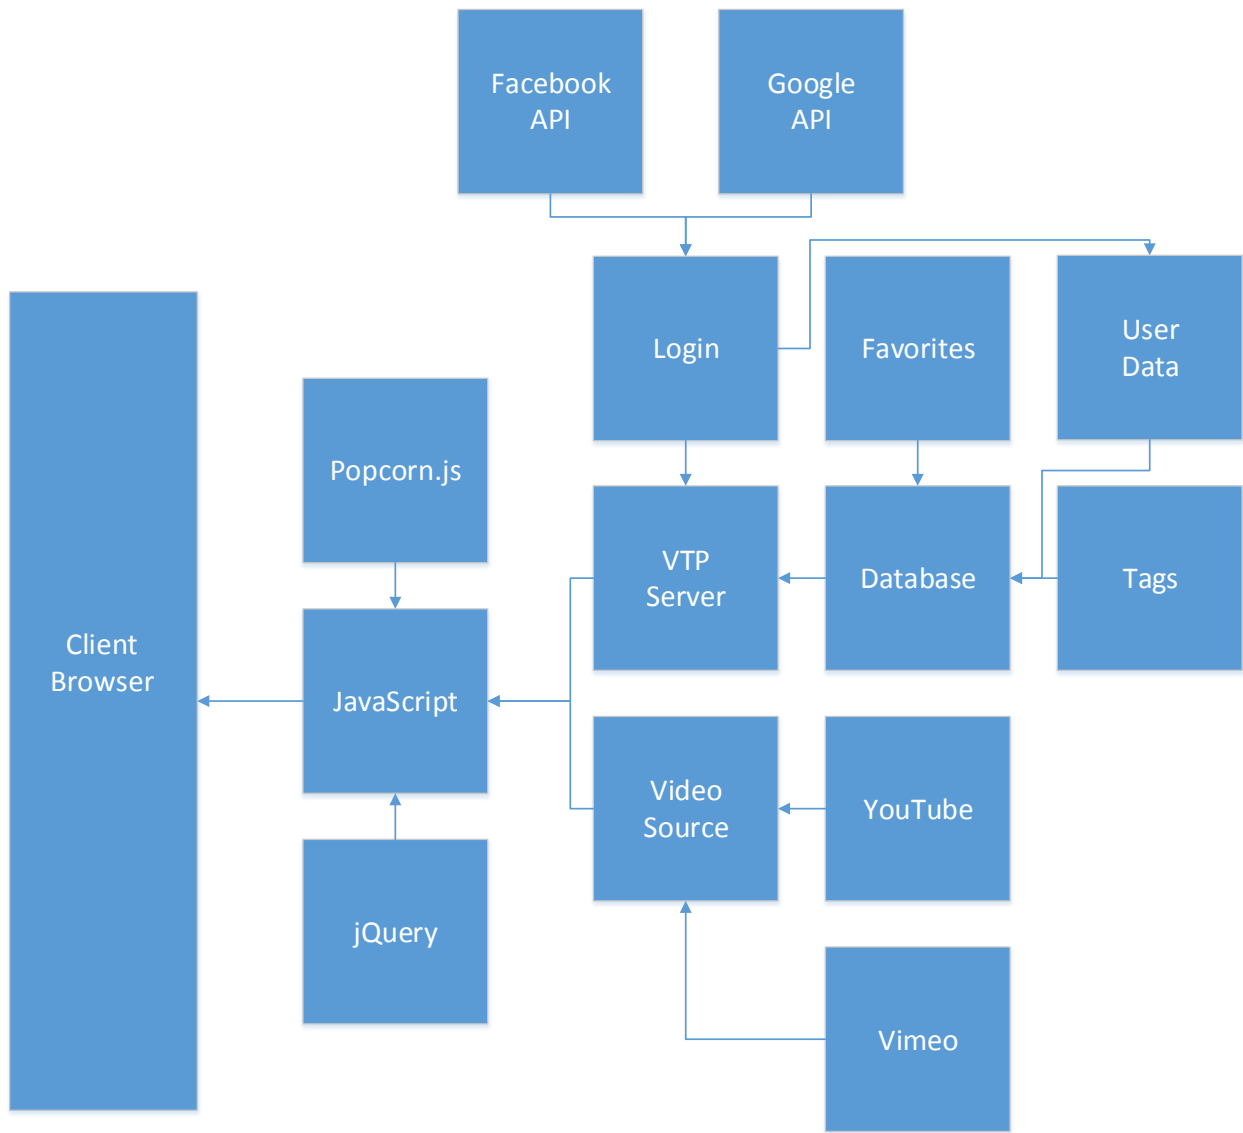 Facebook
API
Google
API
Login
Favorites
User
Data
Popcorn.js
VTP
Server
Database
Tags
Client
Browser
JavaScript
Video
Source
YouTube
jQuery
Vimeo